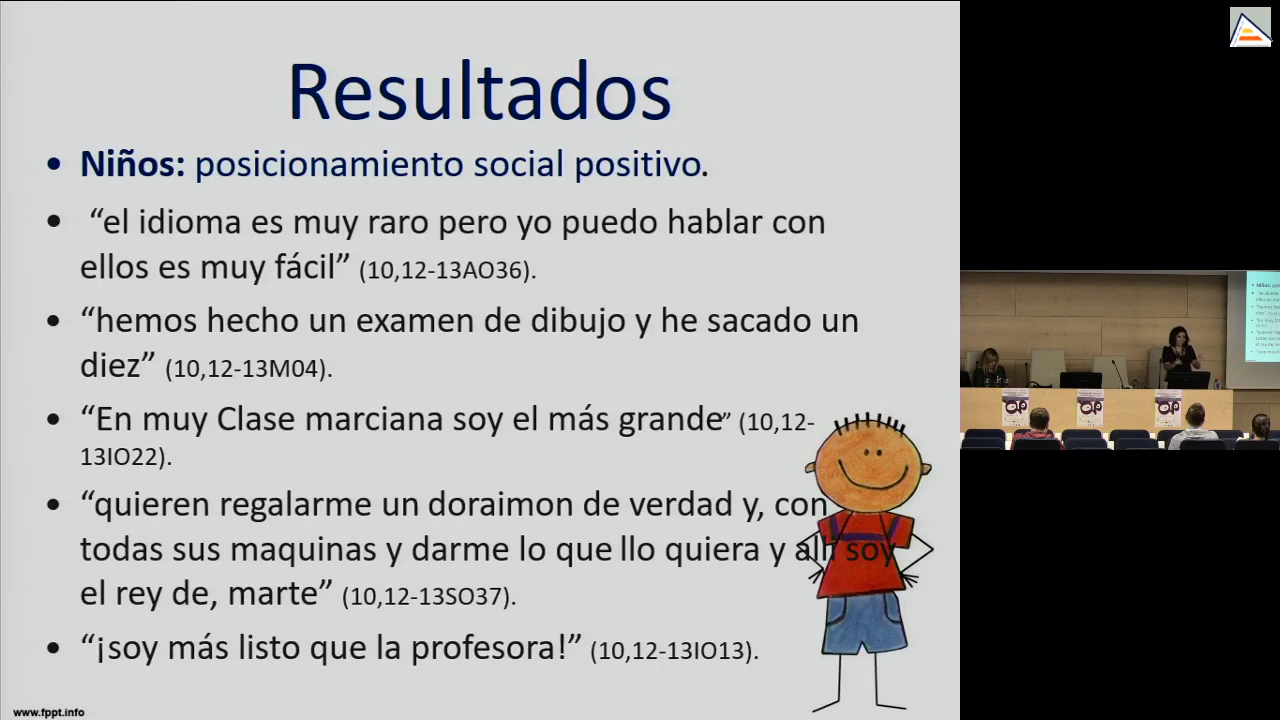 Resultados
• Niños: posicionamiento social positivo.
• “el idioma es muy raro pero yo puedo hablar con
ellos es muy fácil” (10,12-13AO36).
• “hemos hecho un examen de dibujo y he sacado un
diez” (10,12-13M04).
• “En muy Clase marciana soy el más grande” (10,12-
13IO22).
• “quieren regalarme un doraimon de verdad y, con
todas sus maquinas y darme lo que llo quiera y allí soy
el rey de, marte” (10,12-13SO37).
• “¡soy más listo que la profesora!” (10,12-13IO13).
www.fppt.info